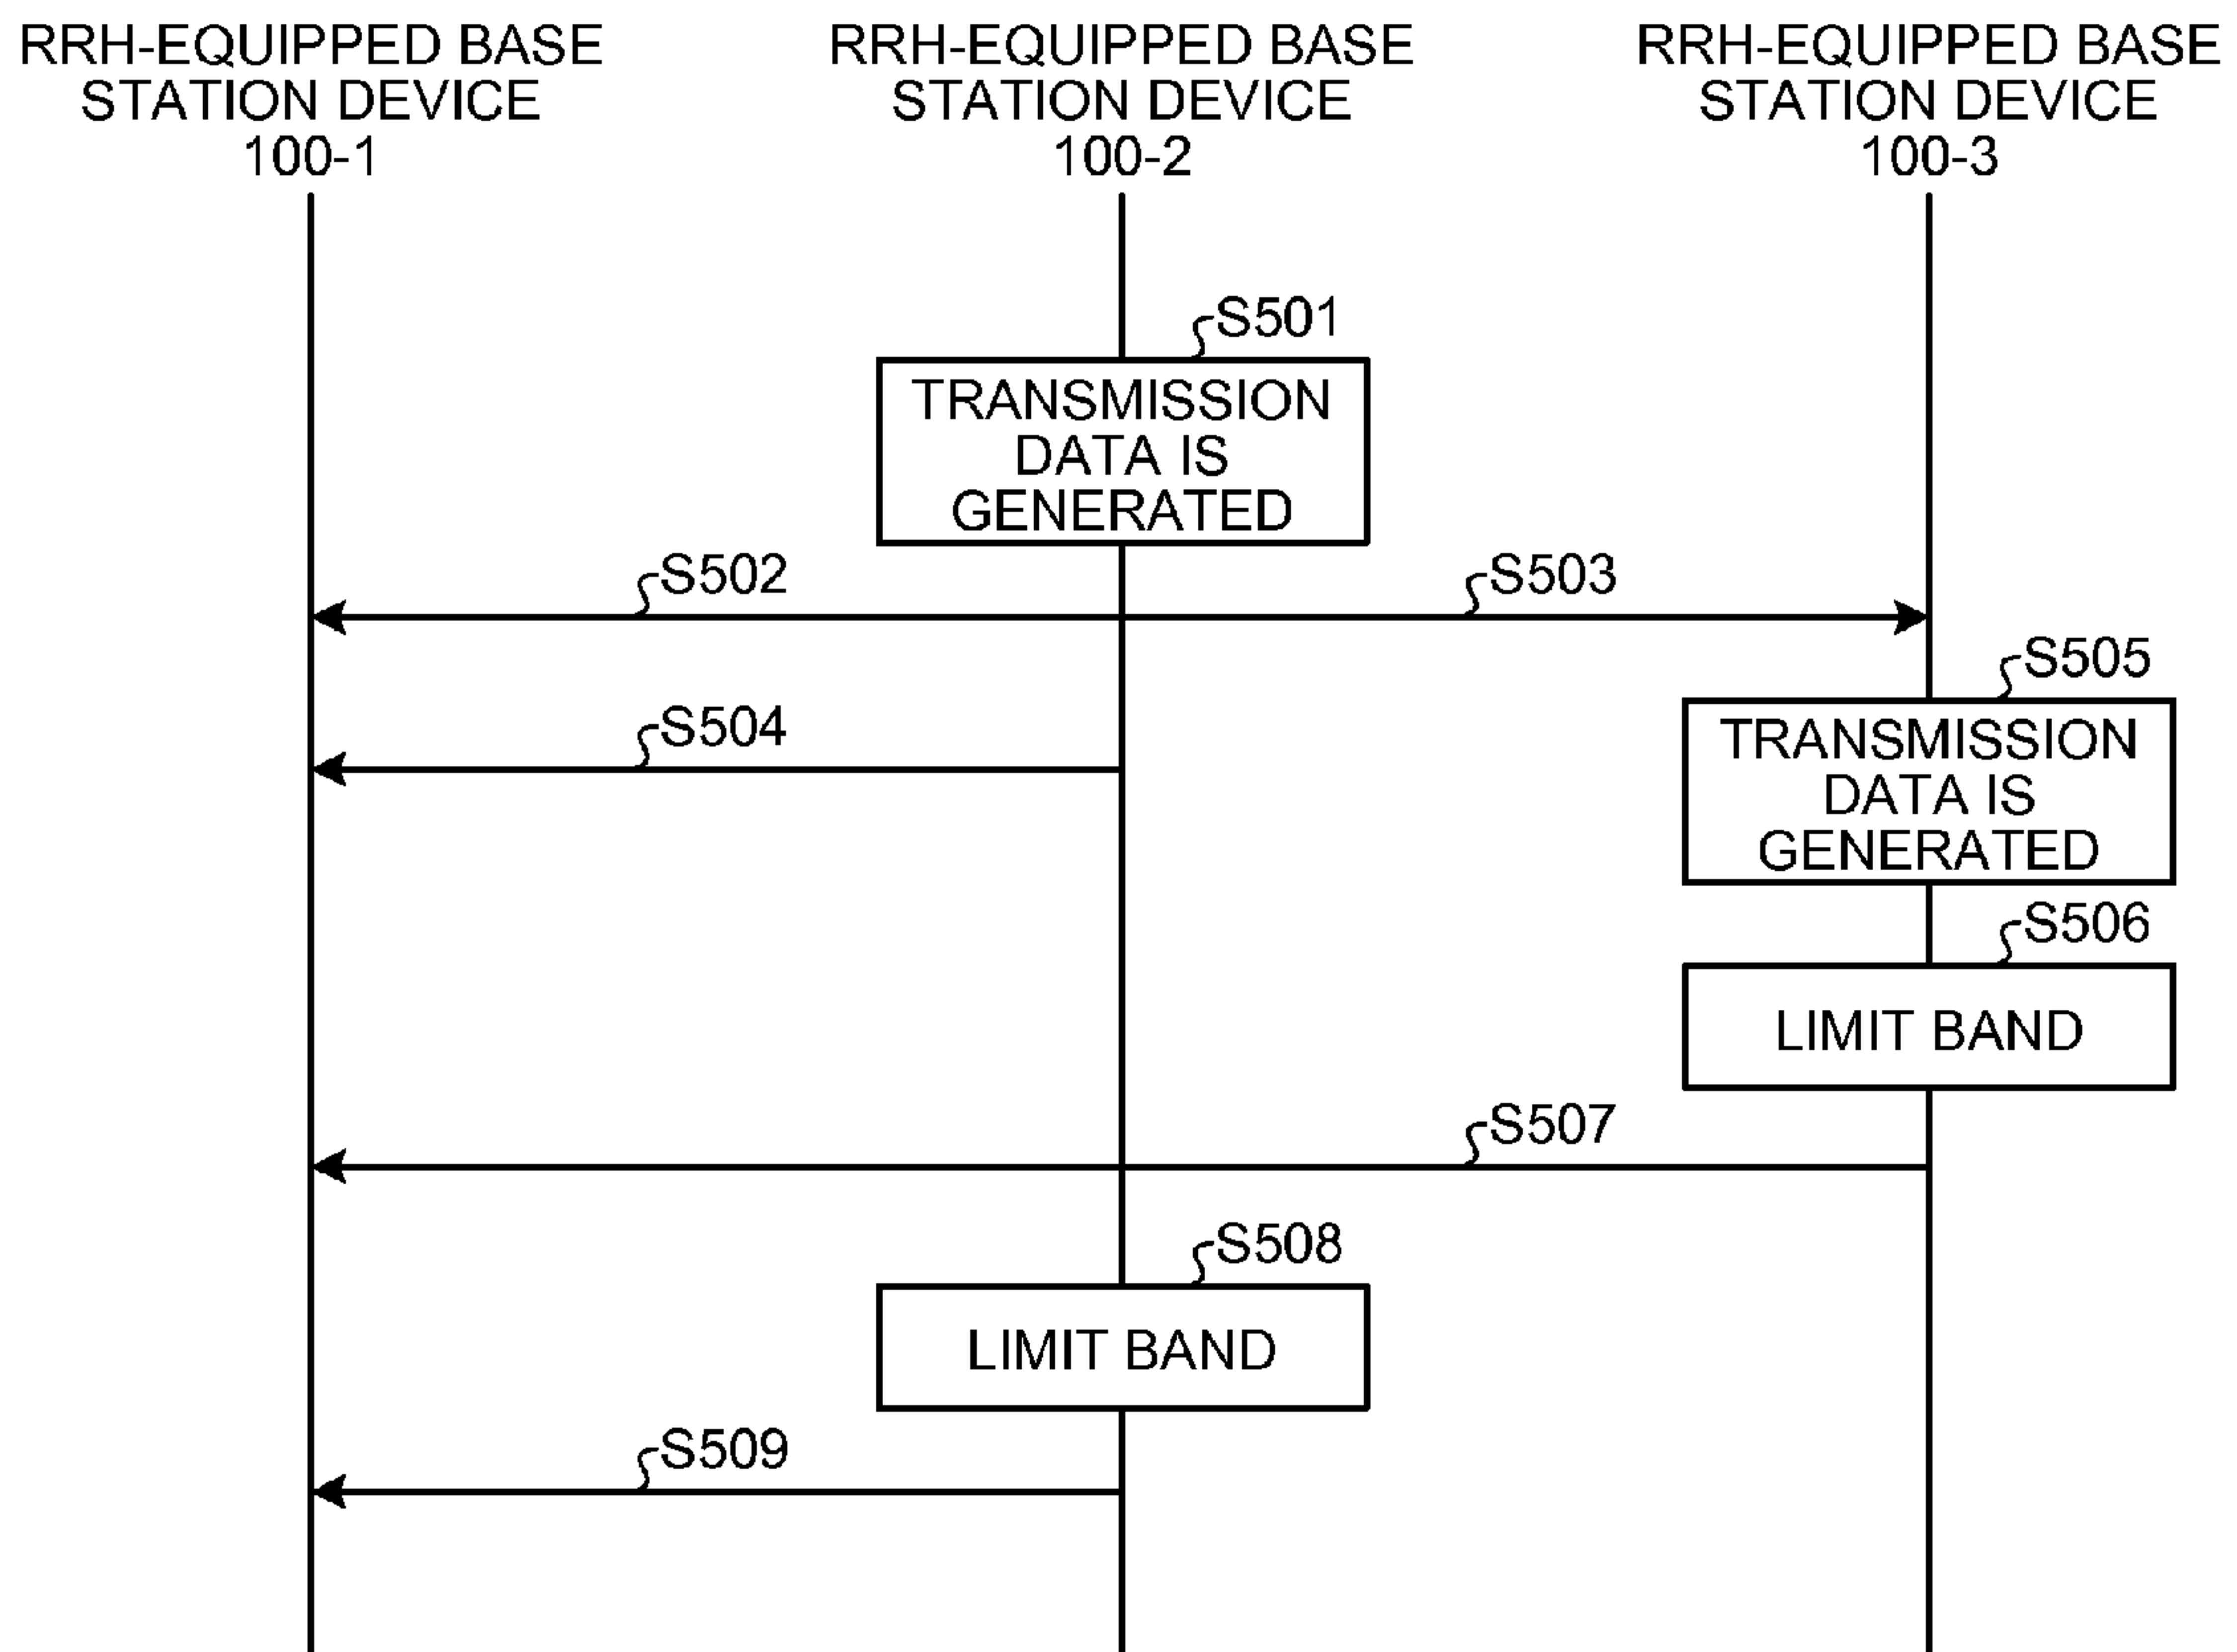 RRH-EQUIPPED BASE
STATION DEVICE
100-1
RRH-EQUIPPED BASE
STATION DEVICE
100-2
RRH-EQUIPPED BASE
STATION DEVICE
100-3
S501
TRANSMISSION
DATA IS
GENERATED
S502
S503
S504
S505
TRANSMISSION
DATA IS
GENERATED
S506
LIMIT BAND
S507
S508
LIMIT BAND
S509